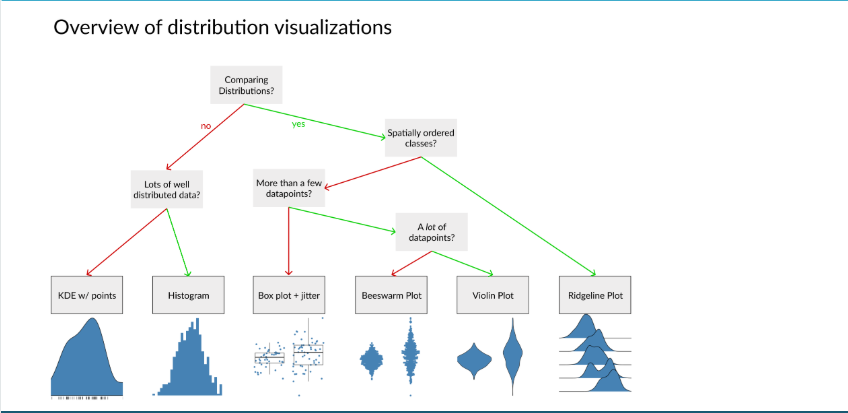 Overview of distribution visualizations
Comparing
Distributions?
no
yes
Spatially ordered
classes?
Lots of well
distributed data?
More than a few
datapoints?
A lot of
datapoints?
KDE w/ points
Histogram
Box plot + jitter
Beeswarm Plot
Violin Plot
Ridgeline Plot